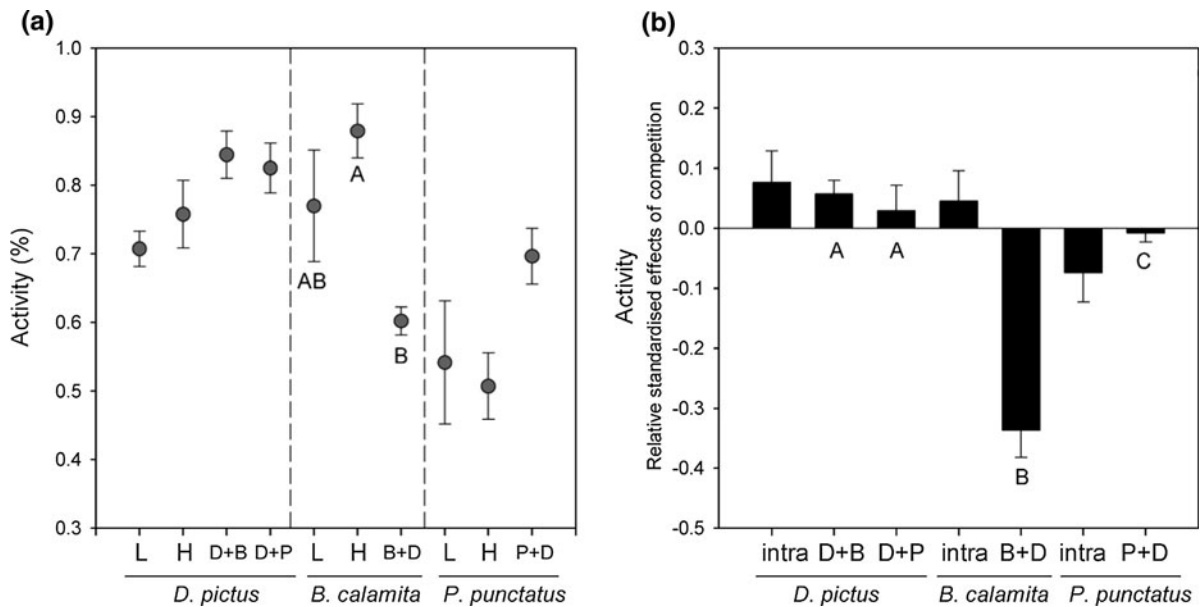 (a)
Activity (%)
1.0
0.9
0.8
0.7
0.6
0.5
0.4
0.3
A
AB
B
L H D+B D+P L H B+D L H P+D
D. pictus B. calamita P. punctatus
(b)
Activity
Relative standardised effects of competition
0.3
0.2
0.1
0.0
-0.1
-0.2
-0.3
-0.4
-0.5
A A C
B
intra D+B D+P intra B+D intra P+D
D. pictus B. calamita P. punctatus